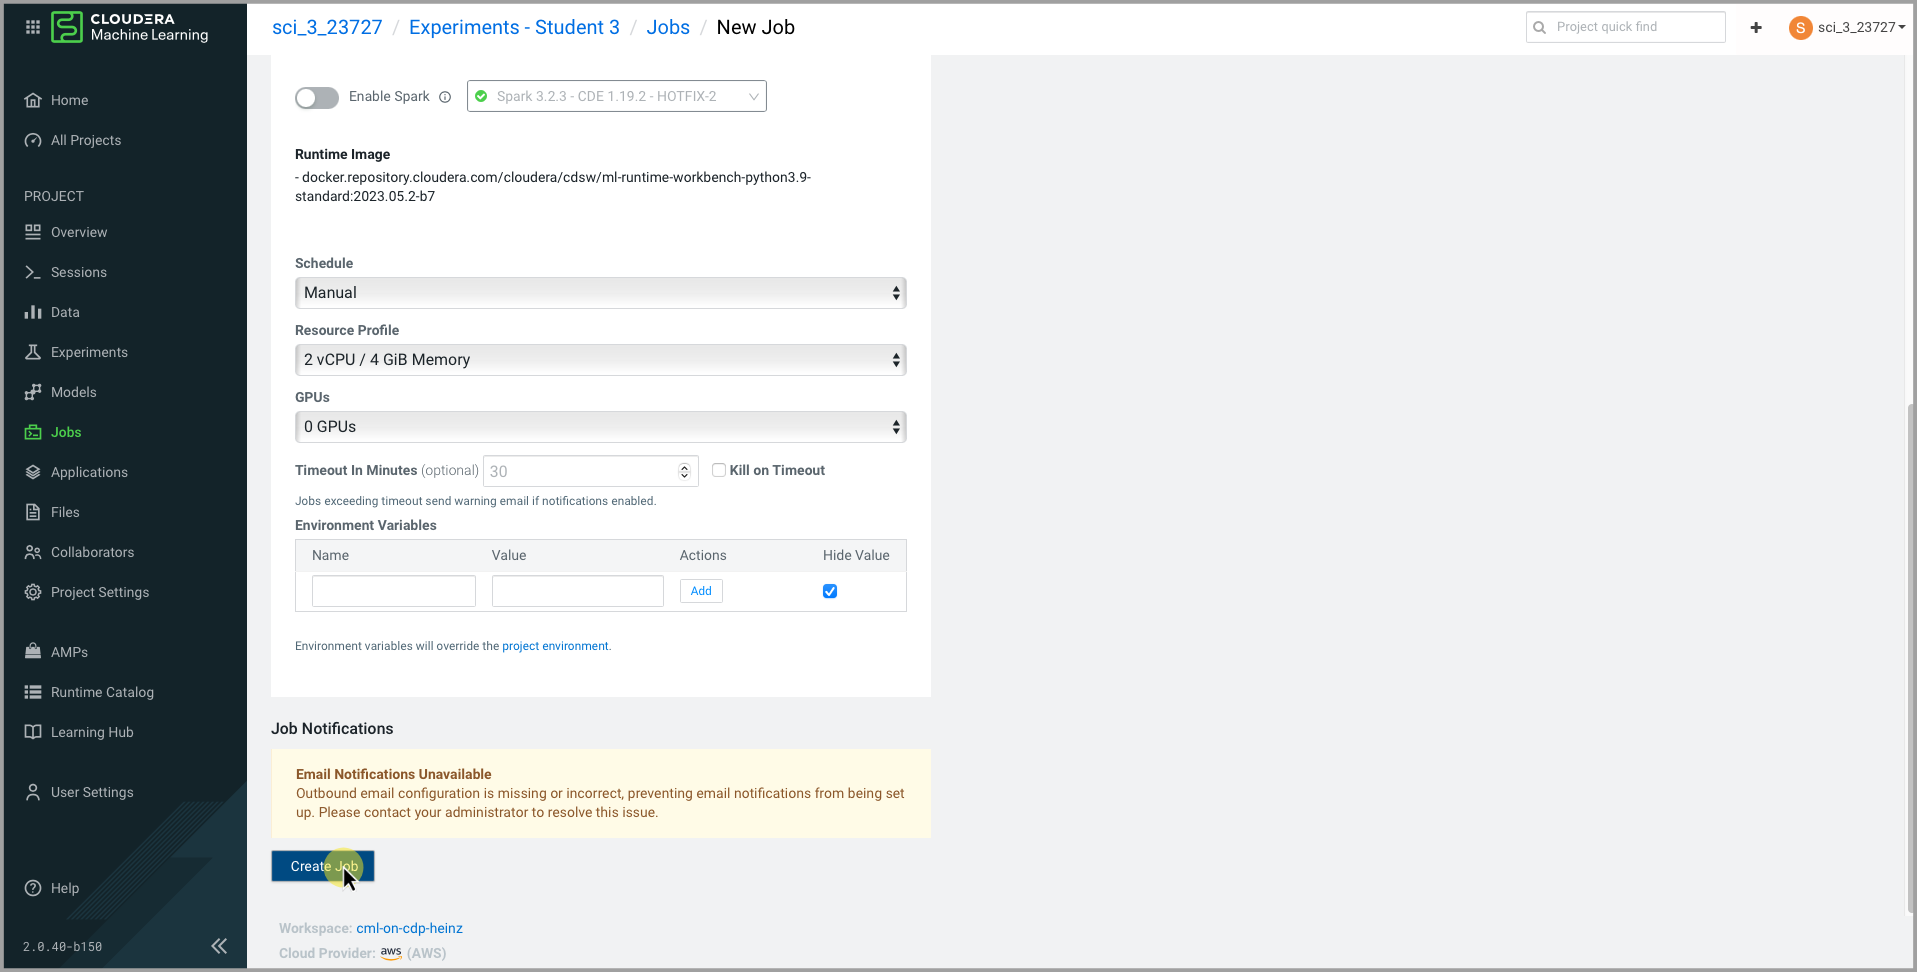 CLOUDERA
Machine Learning
sci_3_23727 / Experiments - Student 3 / Jobs / New Job
Project quick find
+
S
sci_3_23727
Home
All Projects
PROJECT
Overview
Sessions
Data
Experiments
Models
Jobs
Applications
Files
Collaborators
Project Settings
AMPs
Runtime Catalog
Learning Hub
User Settings
Help
2.0.40-b150
Enable Spark
Spark 3.2.3 - CDE 1.19.2 - HOTFIX-2
Runtime Image
- docker.repository.cloudera.com/cloudera/cdsw/ml-runtime-workbench-python3.9-
standard:2023.05.2-b7
Schedule
Manual
Resource Profile
2 vCPU / 4 GiB Memory
GPUs
0 GPUs
Timeout In Minutes (optional) 30 Kill on Timeout
Jobs exceeding timeout send warning email if notifications enabled.
Environment Variables
Name Value Actions Hide Value
Add
Environment variables will override the project environment.
Job Notifications
Email Notifications Unavailable
Outbound email configuration is missing or incorrect, preventing email notifications from being set
up. Please contact your administrator to resolve this issue.
Create Job
Workspace: cml-on-cdp-heinz
Cloud Provider: aws (AWS)